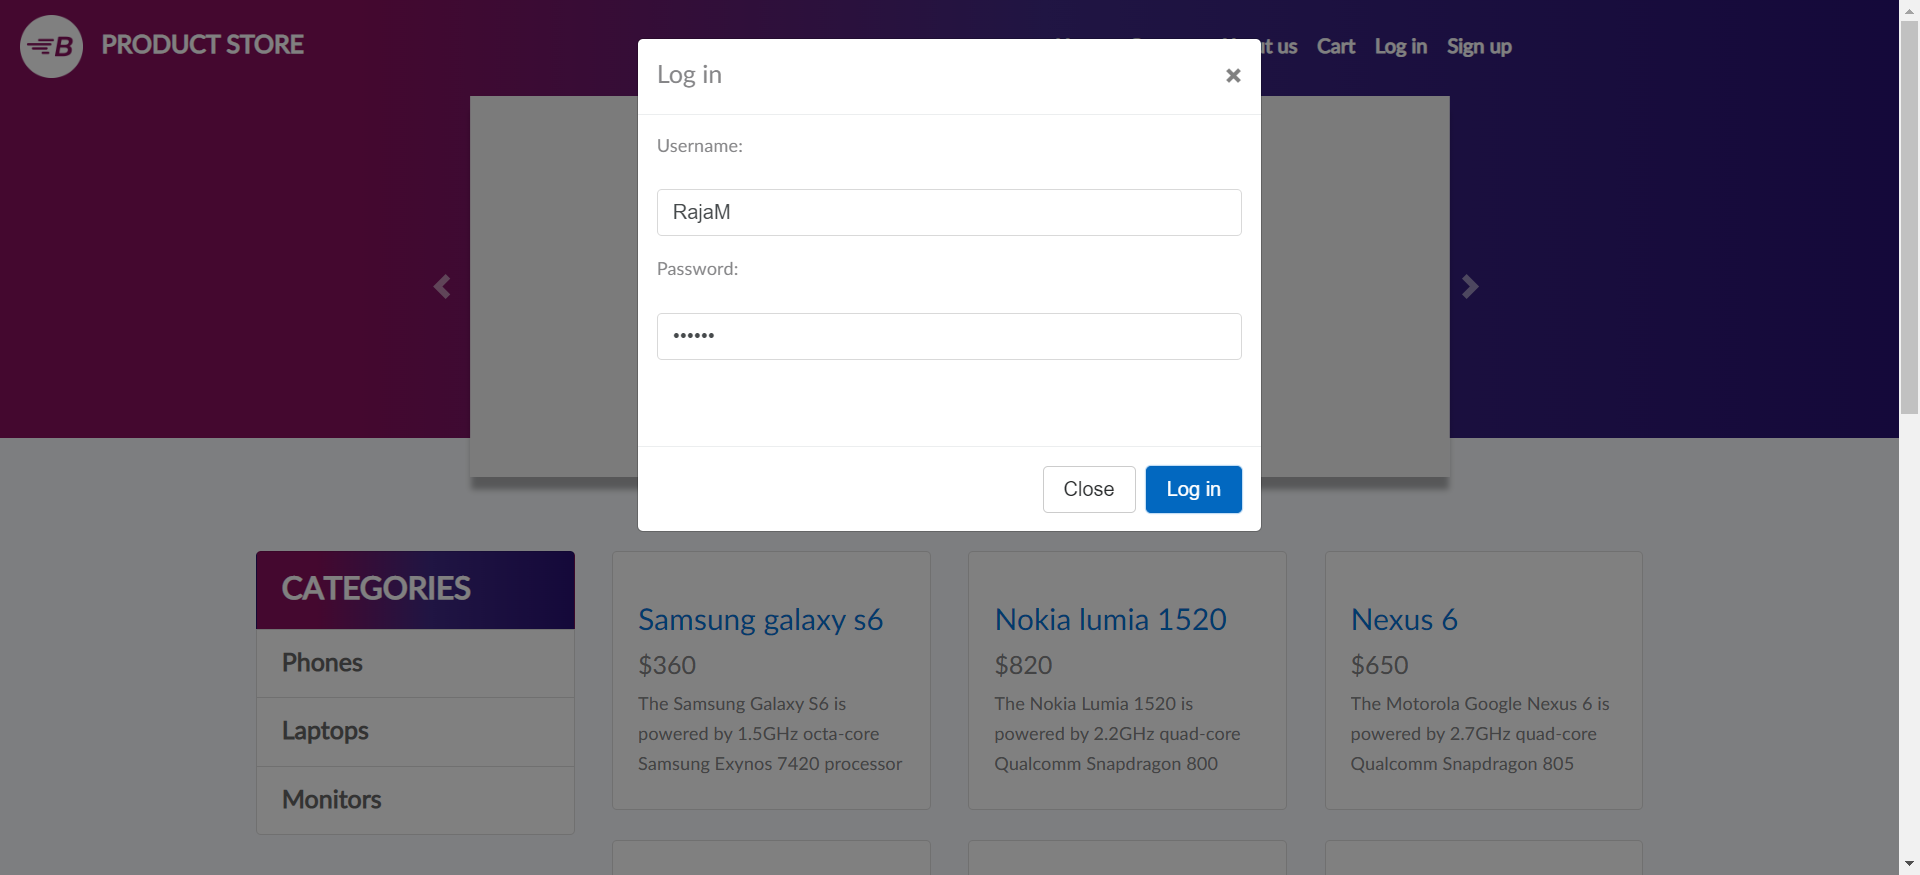 B PRODUCT STORE
t us Cart Log in Sign up
Log in
Username:
RajaM
Password:
••••••
Close Log in
CATEGORIES
Phones
Laptops
Monitors
Samsung galaxy s6
$360
The Samsung Galaxy S6 is
powered by 1.5GHz octa-core
Samsung Exynos 7420 processor
Nokia lumia 1520
$820
The Nokia Lumia 1520 is
powered by 2.2GHz quad-core
Qualcomm Snapdragon 800
Nexus 6
$650
The Motorola Google Nexus 6 is
powered by 2.7GHz quad-core
Qualcomm Snapdragon 805